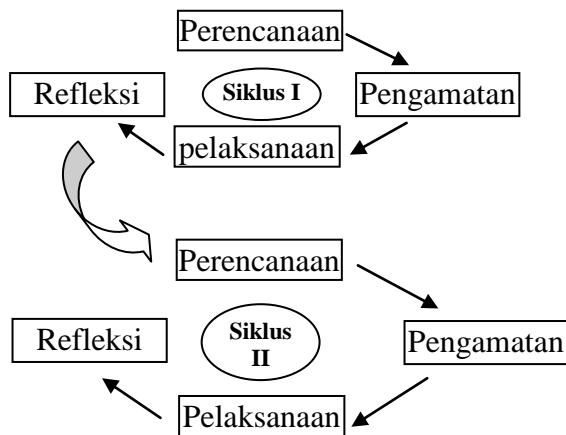 Perencanaan
Refleksi
Siklus I
Pengamatan
pelaksanaan
Perencanaan
Refleksi
Siklus
II
Pengamatan
Pelaksanaan